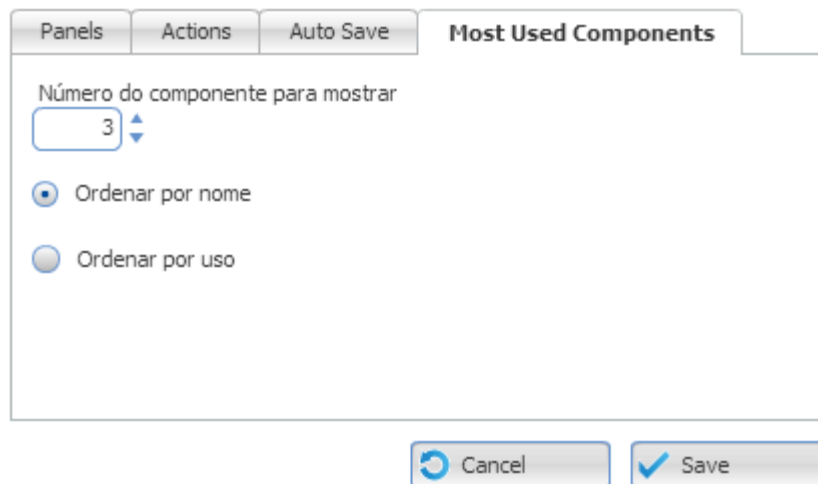 Panels Actions Auto Save Most Used Components
Número do componente para mostrar
3
Ordenar por nome
Ordenar por uso
Cancel Save